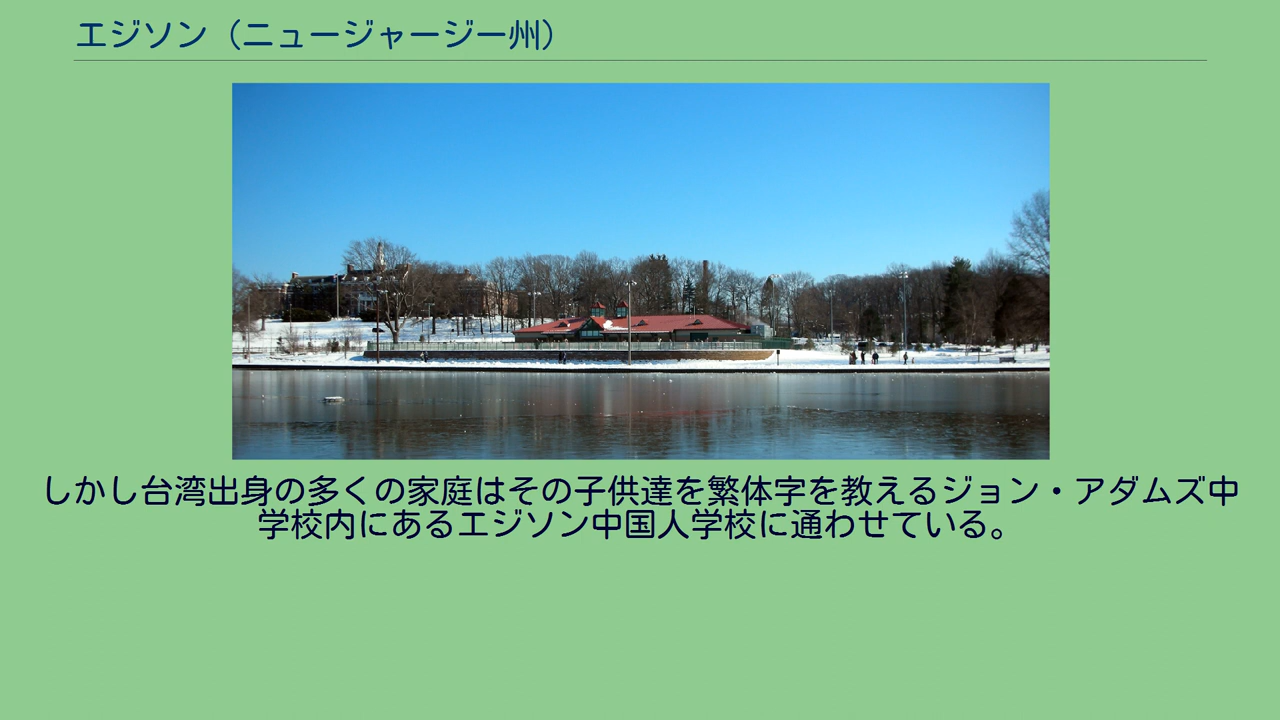 エジソン（ニュージャージー州）
しかし台湾出身の多くの家庭はその子供達を繁体字を教えるジョン・アダムズ中
学校内にあるエジソン中国人学校に通わせている。